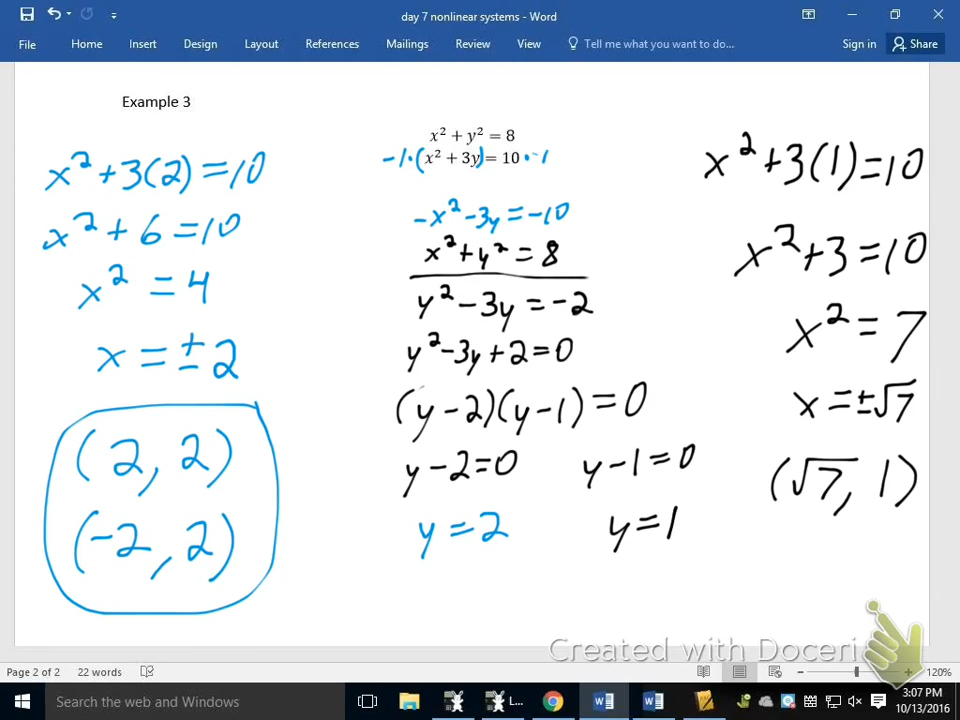 day 7 nonlinear systems - Word
File Home Insert Design Layout References Mailings Review View Tell me what you want to do... Sign in Share
Example 3
x² + y² = 8
-1·(x² + 3y) = 10·-1
-x² -3y = -10
x² + y² = 8
y² - 3y = -2
y² -3y + 2 = 0
(y - 2)(y - 1) = 0
y - 2 = 0 y - 1 = 0
y = 2 y = 1
x² + 3(2) = 10
x² + 6 = 10
x² = 4
x = ±2
(2, 2)
(-2, 2)
x² + 3(1) = 10
x² + 3 = 10
x² = 7
x = ±√7
(√7, 1)
Created with Doceri
Page 2 of 2 22 words 120%
Search the web and Windows L... 3:07 PM
10/13/2016